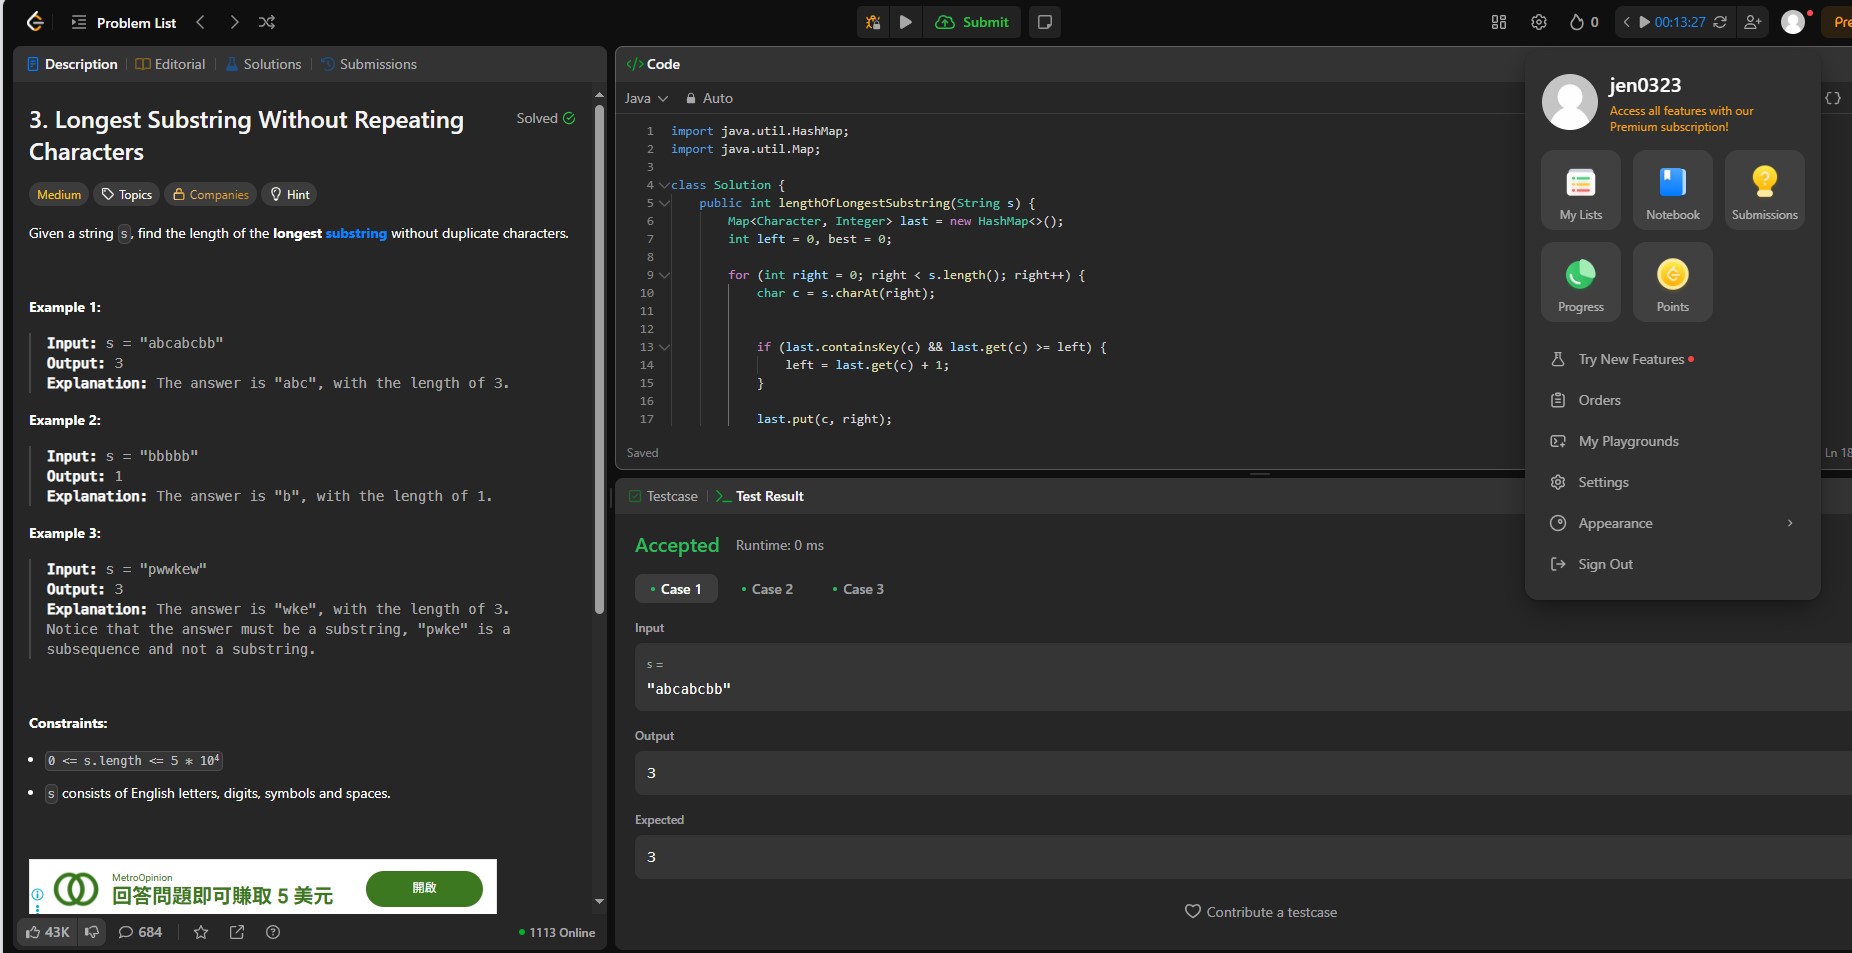 Problem List
Submit
0
00:13:27
Pre
Description
Editorial
Solutions
Submissions
3. Longest Substring Without Repeating
Characters
Solved
Medium
Topics
Companies
Hint
Given a string s, find the length of the longest substring without duplicate characters.
Example 1:
Input: s = "abcabcbb"
Output: 3
Explanation: The answer is "abc", with the length of 3.
Example 2:
Input: s = "bbbbb"
Output: 1
Explanation: The answer is "b", with the length of 1.
Example 3:
Input: s = "pwwkew"
Output: 3
Explanation: The answer is "wke", with the length of 3.
Notice that the answer must be a substring, "pwke" is a
subsequence and not a substring.
Constraints:
• 0 <= s.length <= 5 * 10⁴
• s consists of English letters, digits, symbols and spaces.
MetroOpinion
回答問題即可賺取 5 美元
開啟
43K
684
1113 Online
</> Code
Java
Auto
{}
1 import java.util.HashMap;
2 import java.util.Map;
3
4 class Solution {
5     public int lengthOfLongestSubstring(String s) {
6         Map<Character, Integer> last = new HashMap<>();
7         int left = 0, best = 0;
8
9         for (int right = 0; right < s.length(); right++) {
10             char c = s.charAt(right);
11
12
13             if (last.containsKey(c) && last.get(c) >= left) {
14                 left = last.get(c) + 1;
15             }
16
17             last.put(c, right);
Saved
Ln 18
Testcase
Test Result
Accepted
Runtime: 0 ms
Case 1
Case 2
Case 3
Input
s =
"abcabcbb"
Output
3
Expected
3
Contribute a testcase
jen0323
Access all features with our
Premium subscription!
My Lists
Notebook
Submissions
Progress
Points
Try New Features
Orders
My Playgrounds
Settings
Appearance
Sign Out